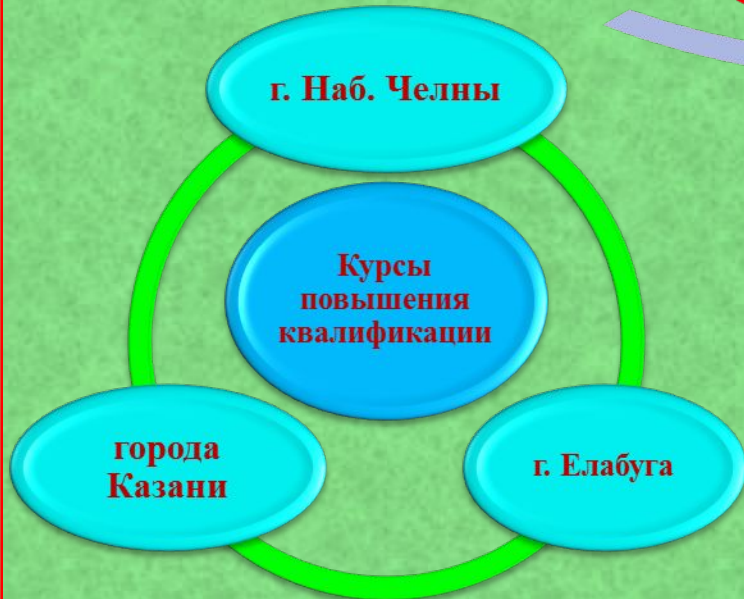 г. Наб. Челны
Курсы
повышения
квалификации
города
Казани
г. Елабуга